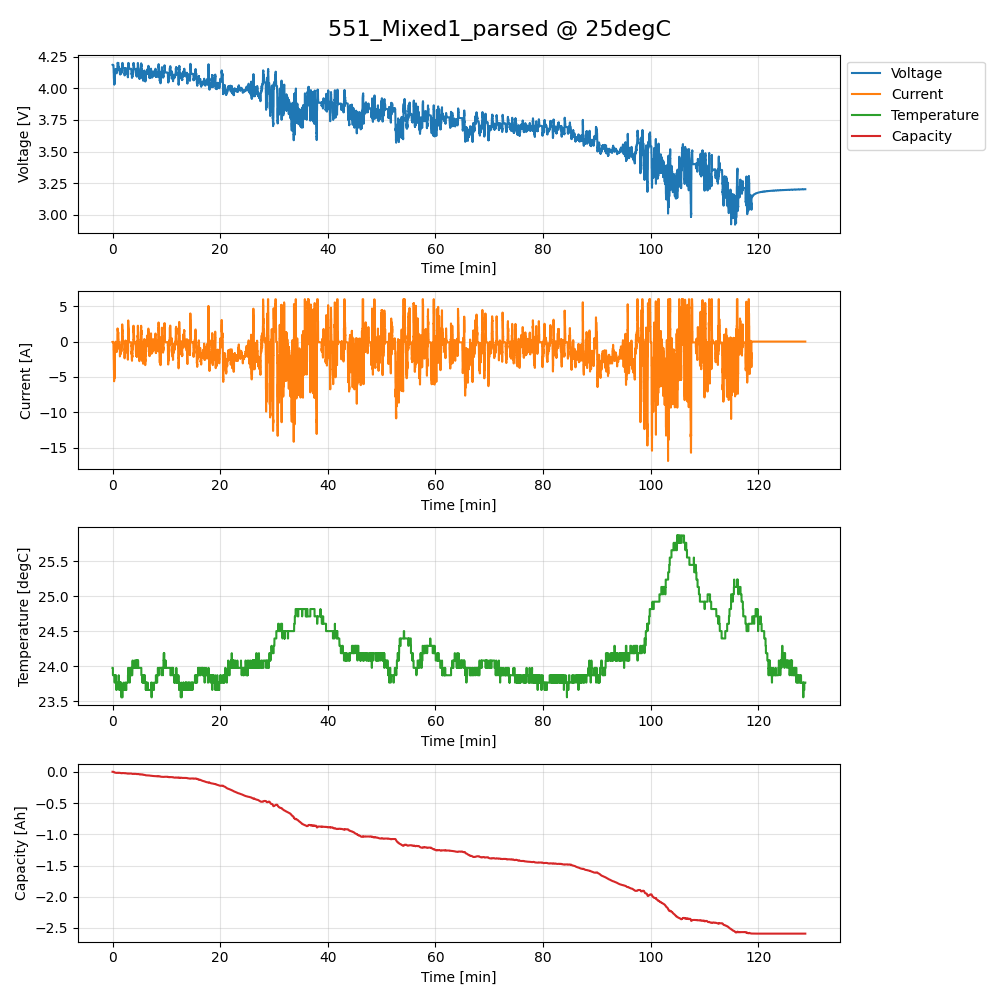 551_Mixed1_parsed @ 25degC
Voltage [V]
4.25
4.00
3.75
3.50
3.25
3.00
0 20 40 60 80 100 120
Time [min]
Voltage
Current
Temperature
Capacity
Current [A]
5
0
−5
−10
−15
0 20 40 60 80 100 120
Time [min]
Temperature [degC]
25.5
25.0
24.5
24.0
23.5
0 20 40 60 80 100 120
Time [min]
Capacity [Ah]
0.0
−0.5
−1.0
−1.5
−2.0
−2.5
0 20 40 60 80 100 120
Time [min]